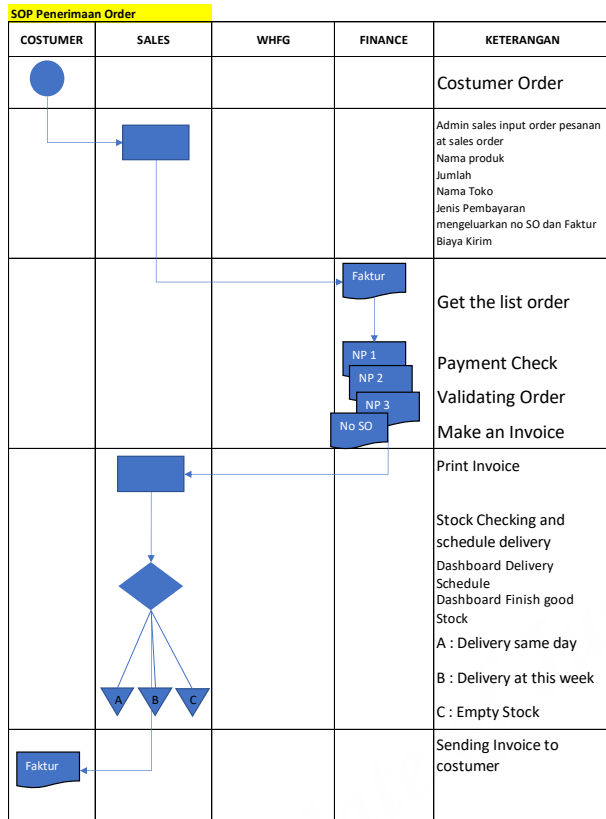 SOP Penerimaan Order
COSTUMER SALES WHFG FINANCE KETERANGAN
Costumer Order
Admin sales input order pesanan
at sales order
Nama produk
Jumlah
Nama Toko
Jenis Pembayaran
mengeluarkan no SO dan Faktur
Biaya Kirim
Faktur
Get the list order
NP 1
NP 2
NP 3
No SO
Payment Check
Validating Order
Make an Invoice
Print Invoice
Stock Checking and
schedule delivery
Dashboard Delivery
Schedule
Dashboard Finish good
Stock
A : Delivery same day
B : Delivery at this week
C : Empty Stock
A B C
Faktur
Sending Invoice to
costumer